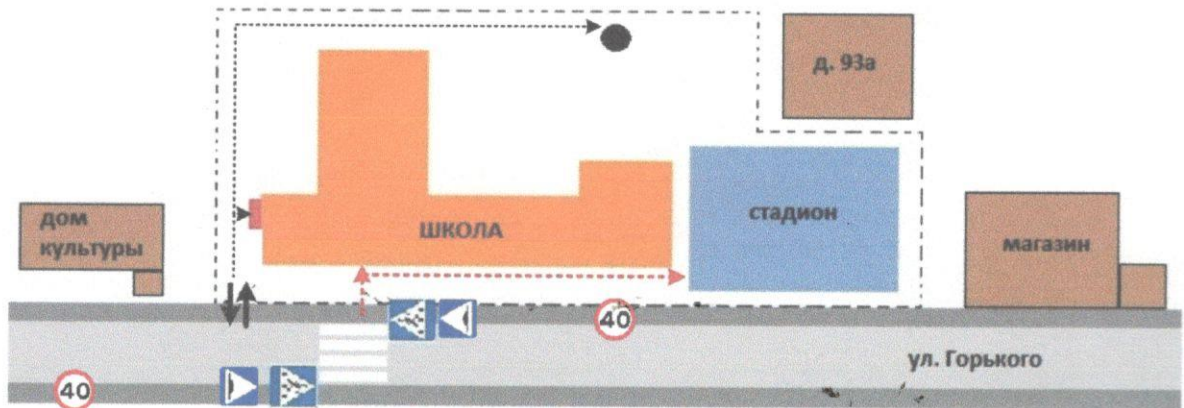 д. 93а
дом
культуры
ШКОЛА
стадион
магазин
40
ул. Горького
40